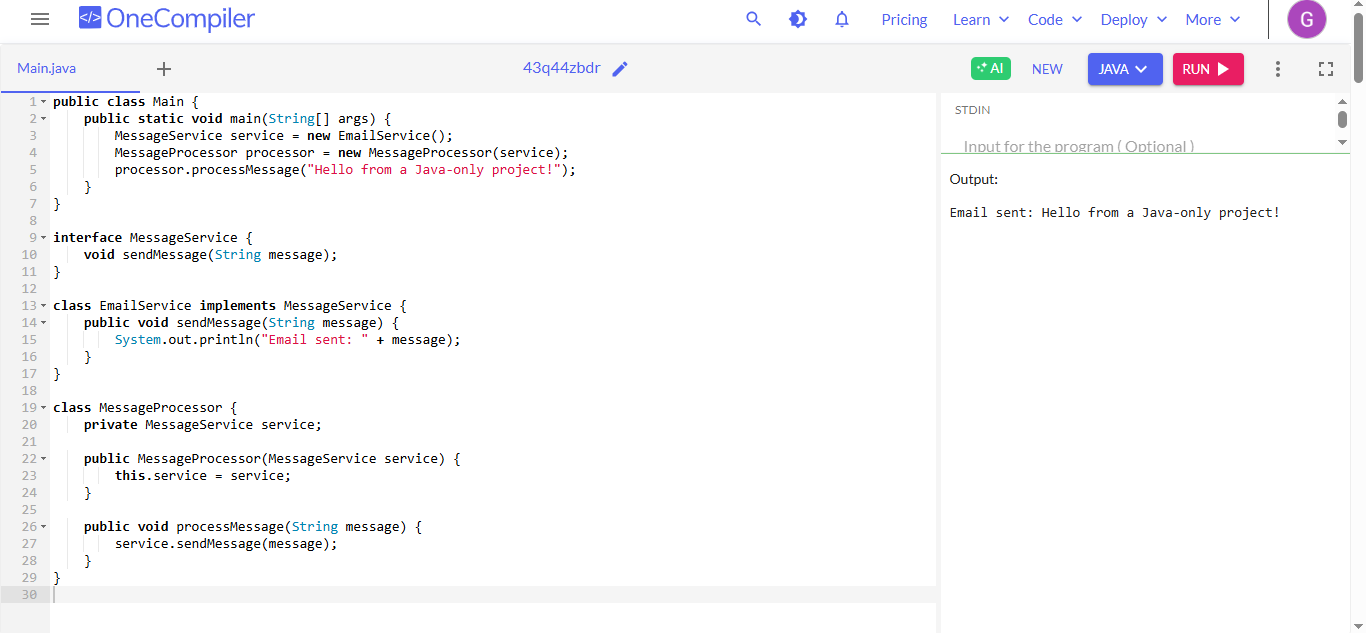 OneCompiler
Pricing Learn Code Deploy More G
Main.java + 43q44zbdr AI NEW JAVA RUN
1 public class Main {
2     public static void main(String[] args) {
3         MessageService service = new EmailService();
4         MessageProcessor processor = new MessageProcessor(service);
5         processor.processMessage("Hello from a Java-only project!");
6     }
7 }
8
9 interface MessageService {
10     void sendMessage(String message);
11 }
12
13 class EmailService implements MessageService {
14     public void sendMessage(String message) {
15         System.out.println("Email sent: " + message);
16     }
17 }
18
19 class MessageProcessor {
20     private MessageService service;
21
22     public MessageProcessor(MessageService service) {
23         this.service = service;
24     }
25
26     public void processMessage(String message) {
27         service.sendMessage(message);
28     }
29 }
30
STDIN
Input for the program ( Optional )
Output:
Email sent: Hello from a Java-only project!